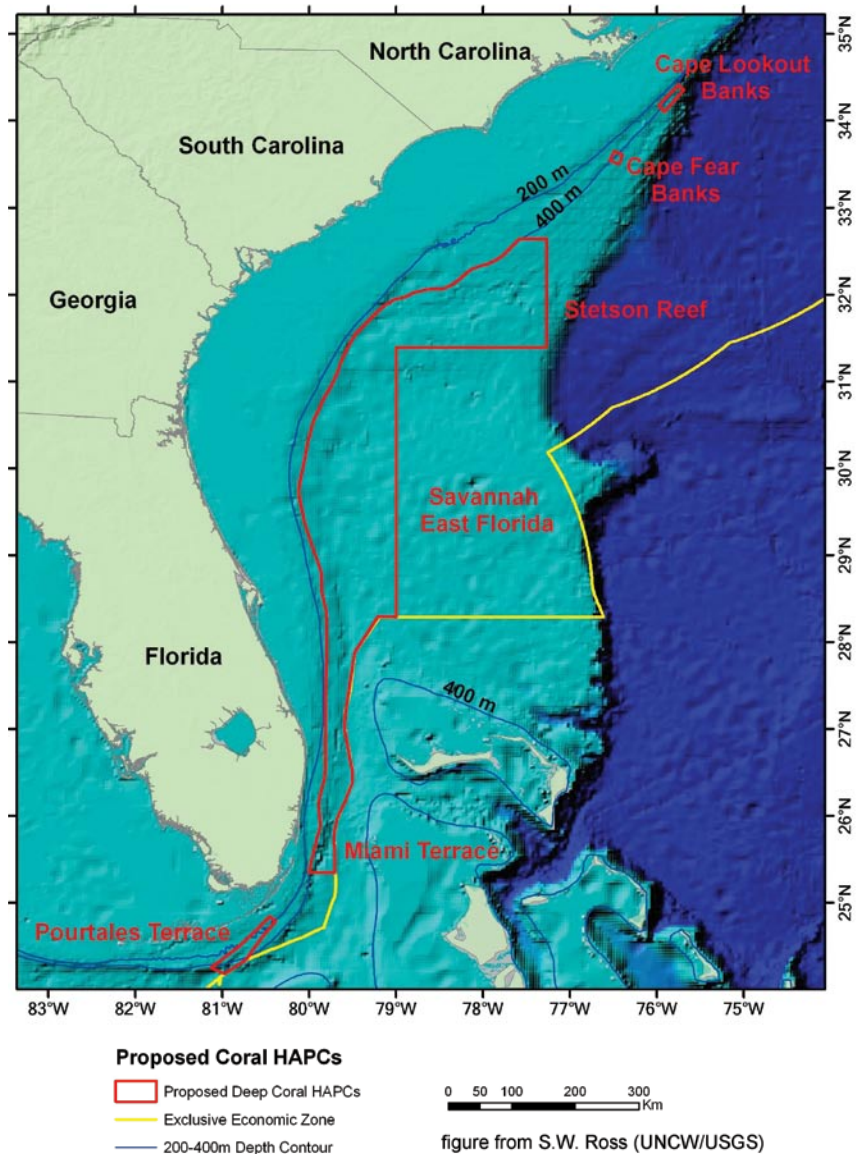 North Carolina
Cape Lookout
Banks
South Carolina
200 m
400 m
Cape Fear
Banks
Georgia
Stetson Reef
Savannah
East Florida
Florida
400 m
Miami Terrace
Pourtales Terrace
35°N
34°N
33°N
32°N
31°N
30°N
29°N
28°N
27°N
26°N
25°N
83°W
82°W
81°W
80°W
79°W
78°W
77°W
76°W
75°W
Proposed Coral HAPCs
Proposed Deep Coral HAPCs
Exclusive Economic Zone
200-400m Depth Contour
0 50 100 200 300
Km
figure from S.W. Ross (UNCW/USGS)